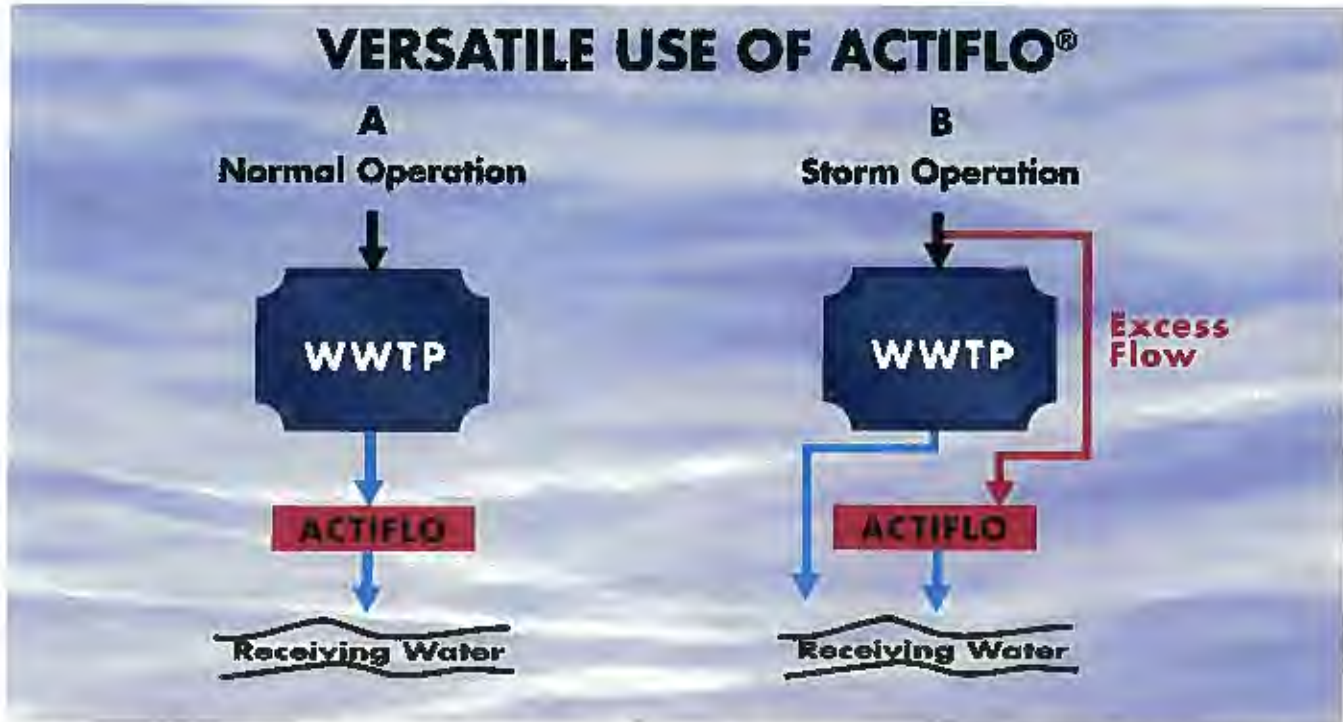 VERSATILE USE OF ACTIFLO®
A
Normal Operation
WWTP
ACTIFLO
Receiving Water
B
Storm Operation
WWTP
Excess
Flow
ACTIFLO
Receiving Water